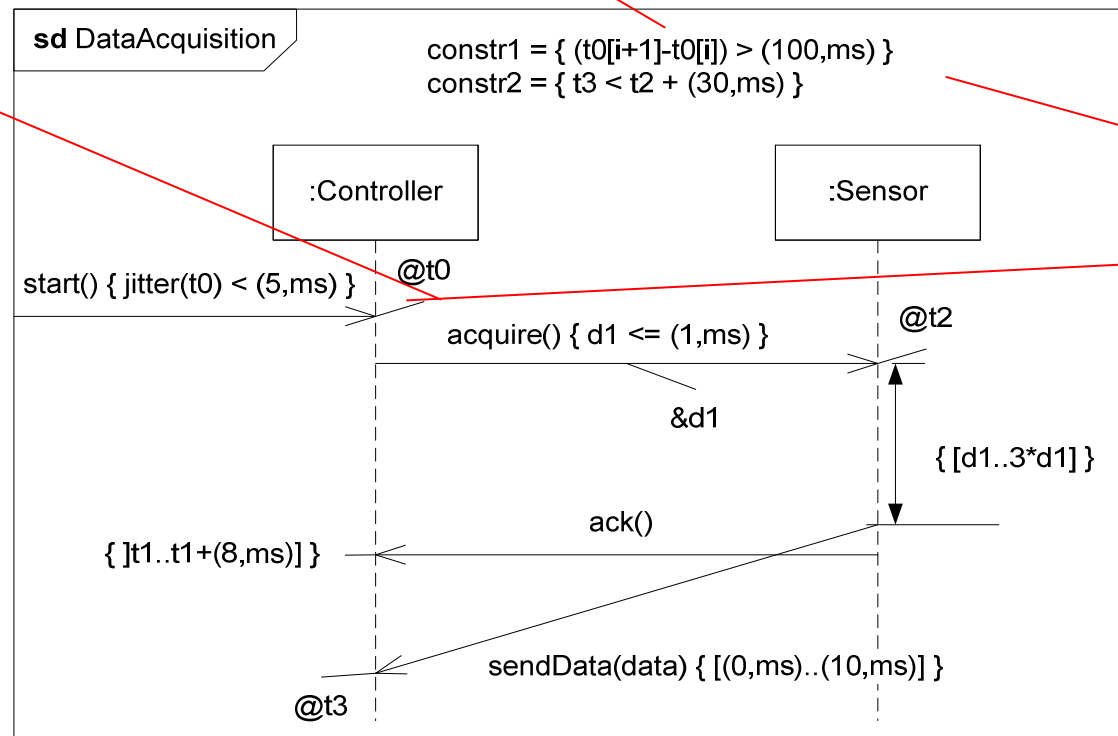 sd DataAcquisition
constr1 = { (t0[i+1]-t0[i]) > (100,ms) }
constr2 = { t3 < t2 + (30,ms) }
:Controller
:Sensor
@t0
start() { jitter(t0) < (5,ms) }
@t2
acquire() { d1 <= (1,ms) }
&d1
{ [d1..3*d1] }
ack()
{ ]t1..t1+(8,ms)] }
sendData(data) { [(0,ms)..(10,ms)] }
@t3